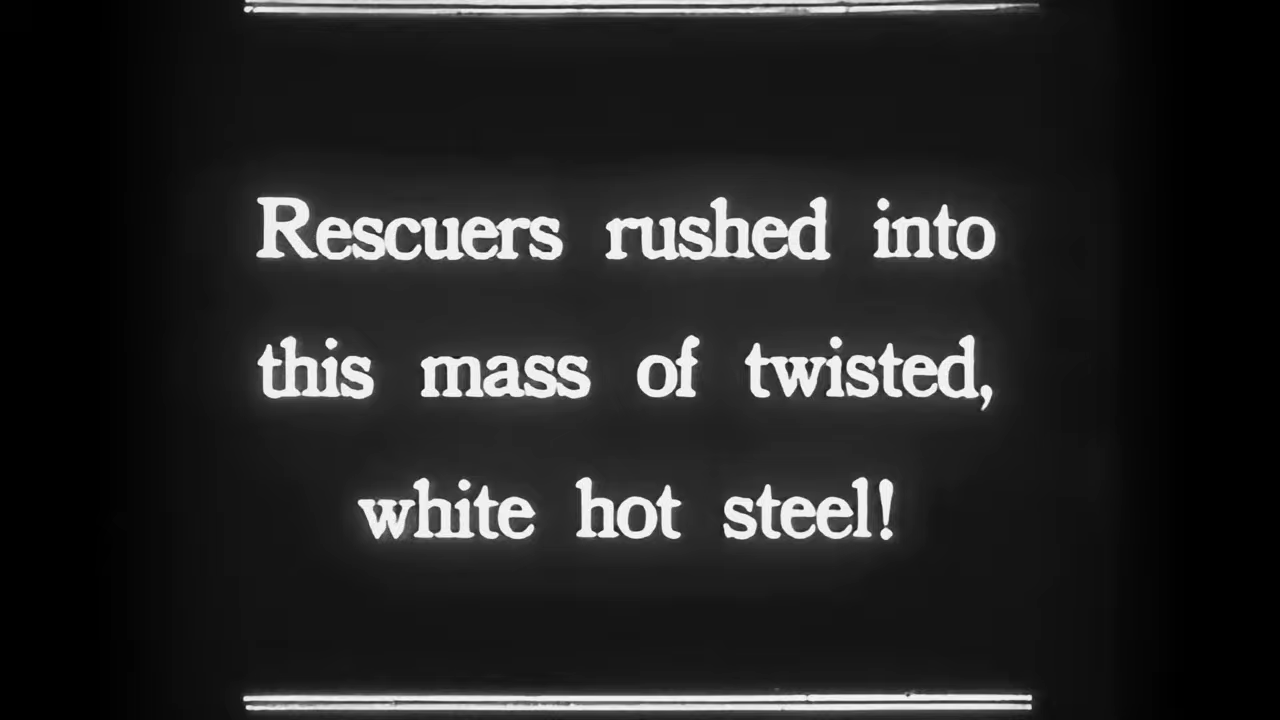 Rescuers rushed into
this mass of twisted,
white hot steel!